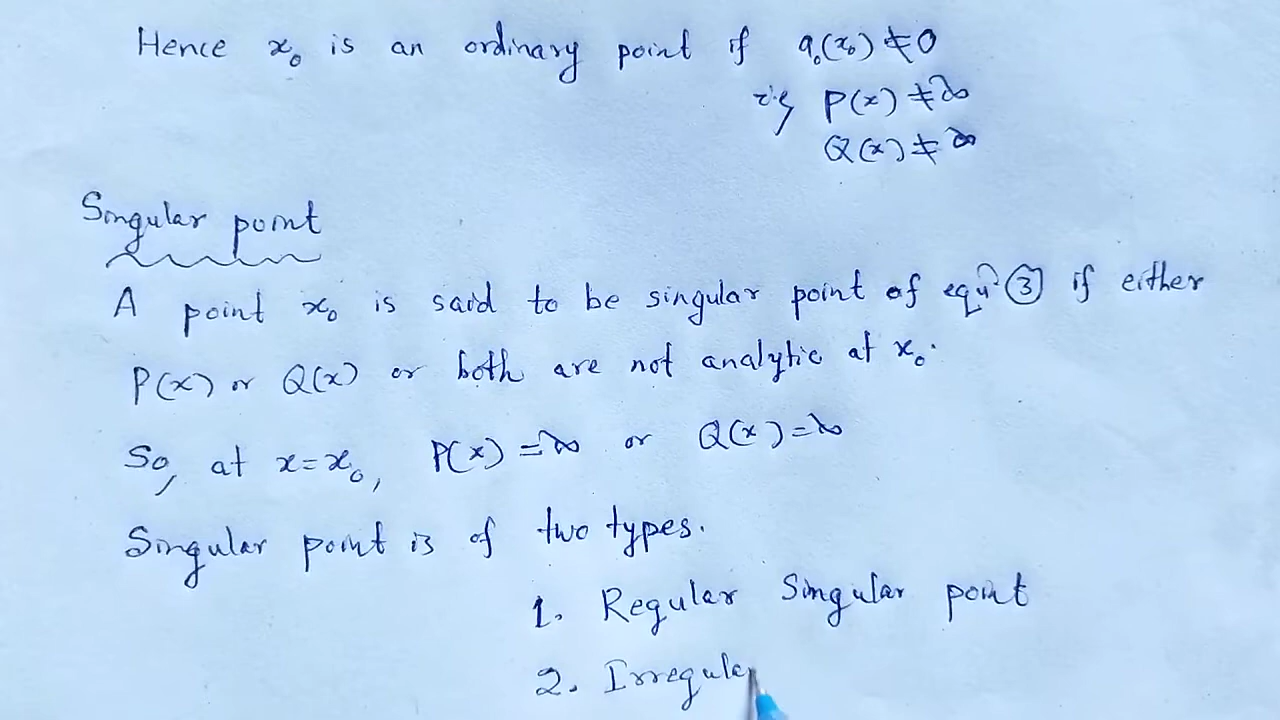 Hence x₀ is an ordinary point if a₀(x₀) ≠ 0
i.e. P(x) ≠ ∞
Q(x) ≠ ∞
Singular point
A point x₀ is said to be singular point of equⁿ ③ if either
P(x) or Q(x) or both are not analytic at x₀.
So, at x=x₀, P(x) = ∞ or Q(x) = ∞
Singular point is of two types.
1. Regular Singular point
2. Irregular